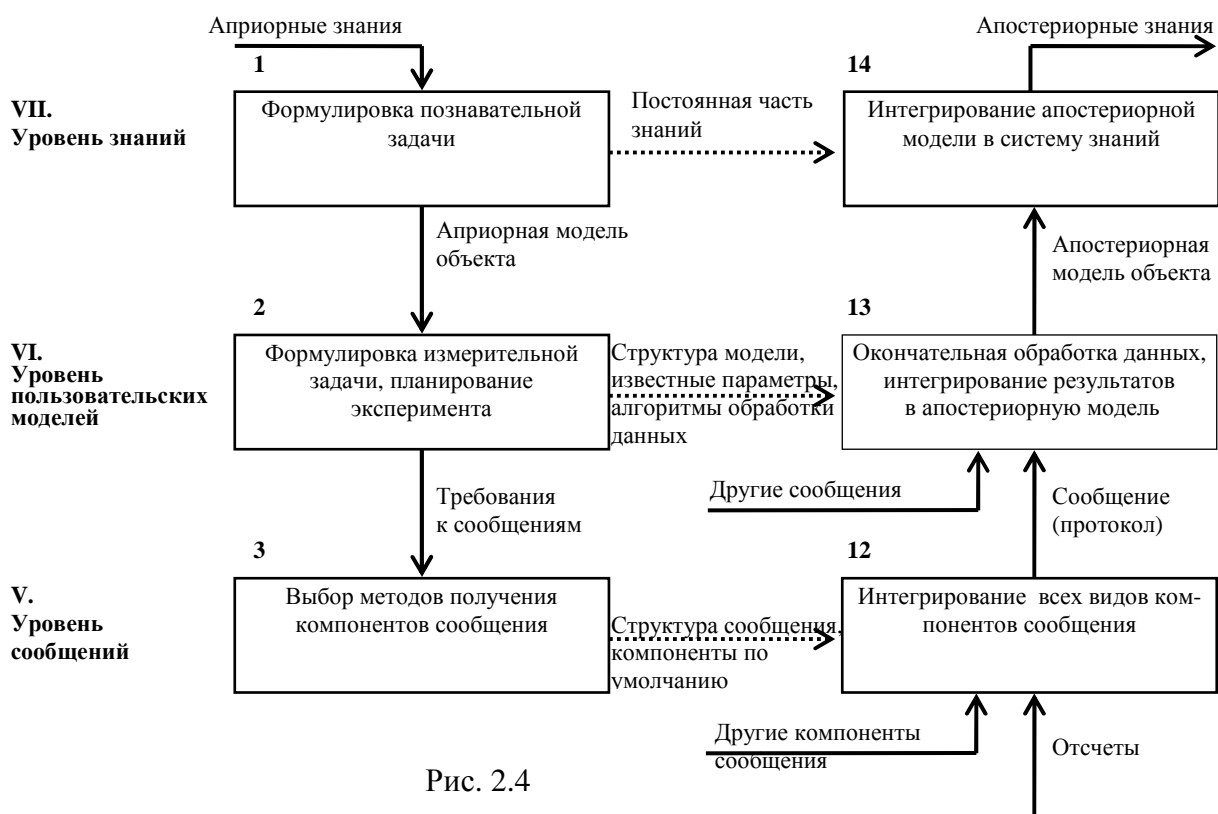 Априорные знания
Апостериорные знания
1
14
VII.
Уровень знаний
Формулировка познавательной
задачи
Постоянная часть
знаний
Интегрирование апостериорной
модели в систему знаний
Априорная модель
объекта
Апостериорная
модель объекта
2
13
VI.
Уровень
пользовательских
моделей
Формулировка измерительной
задачи, планирование
эксперимента
Структура модели,
известные параметры,
алгоритмы обработки
данных
Окончательная обработка данных,
интегрирование результатов
в апостериорную модель
Требования
к сообщениям
Другие сообщения
Сообщение
(протокол)
3
12
V.
Уровень
сообщений
Выбор методов получения
компонентов сообщения
Структура сообщения,
компоненты по
умолчанию
Интегрирование всех видов ком-
понентов сообщения
Другие компоненты
сообщения
Отсчеты
Рис. 2.4